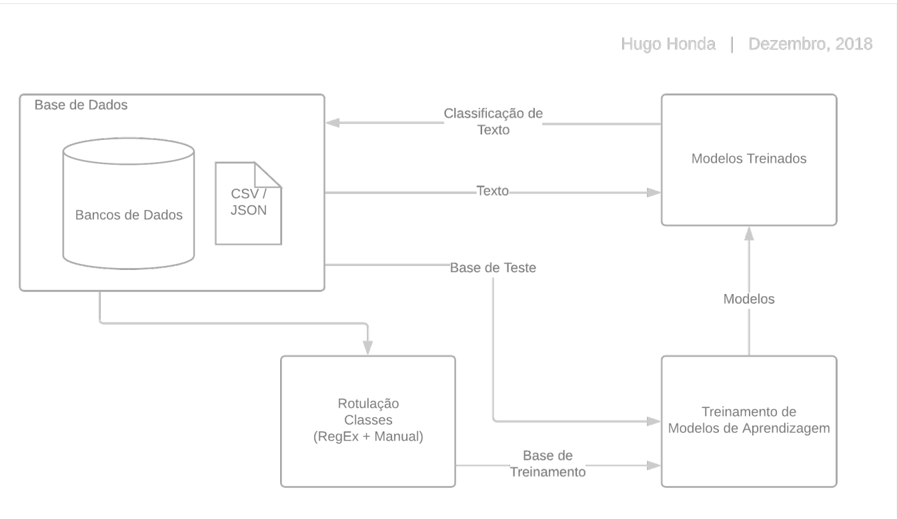 Hugo Honda | Dezembro, 2018
Base de Dados
Bancos de Dados
CSV /
JSON
Classificação de
Texto
Texto
Modelos Treinados
Base de Teste
Modelos
Rotulação
Classes
(RegEx + Manual)
Base de
Treinamento
Treinamento de
Modelos de Aprendizagem